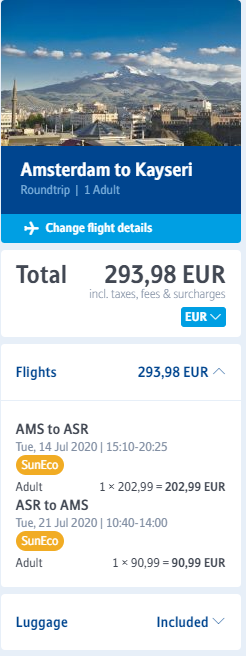 Amsterdam to Kayseri
Roundtrip | 1 Adult
Change flight details
Total 293,98 EUR
incl. taxes, fees & surcharges
EUR
Flights 293,98 EUR
AMS to ASR
Tue, 14 Jul 2020 | 15:10-20:25
SunEco
Adult 1 × 202,99 = 202,99 EUR
ASR to AMS
Tue, 21 Jul 2020 | 10:40-14:00
SunEco
Adult 1 × 90,99 = 90,99 EUR
Luggage Included